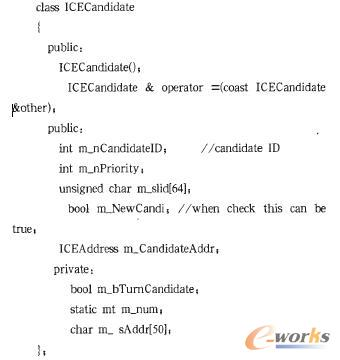 class ICECandidate
{
public:
ICECandidate();
ICECandidate & operator =(coast ICECandidate
&other);
public:
int m_nCandidateID; //candidate ID
int m_nPriority;
unsigned char m_slid[64];
bool m_NewCandi; //when check this can be
true;
ICEAddress m_CandidateAddr;
private:
bool m_bTurnCandidate;
static mt m_num;
char m_ sAddr[50];
};
e-works